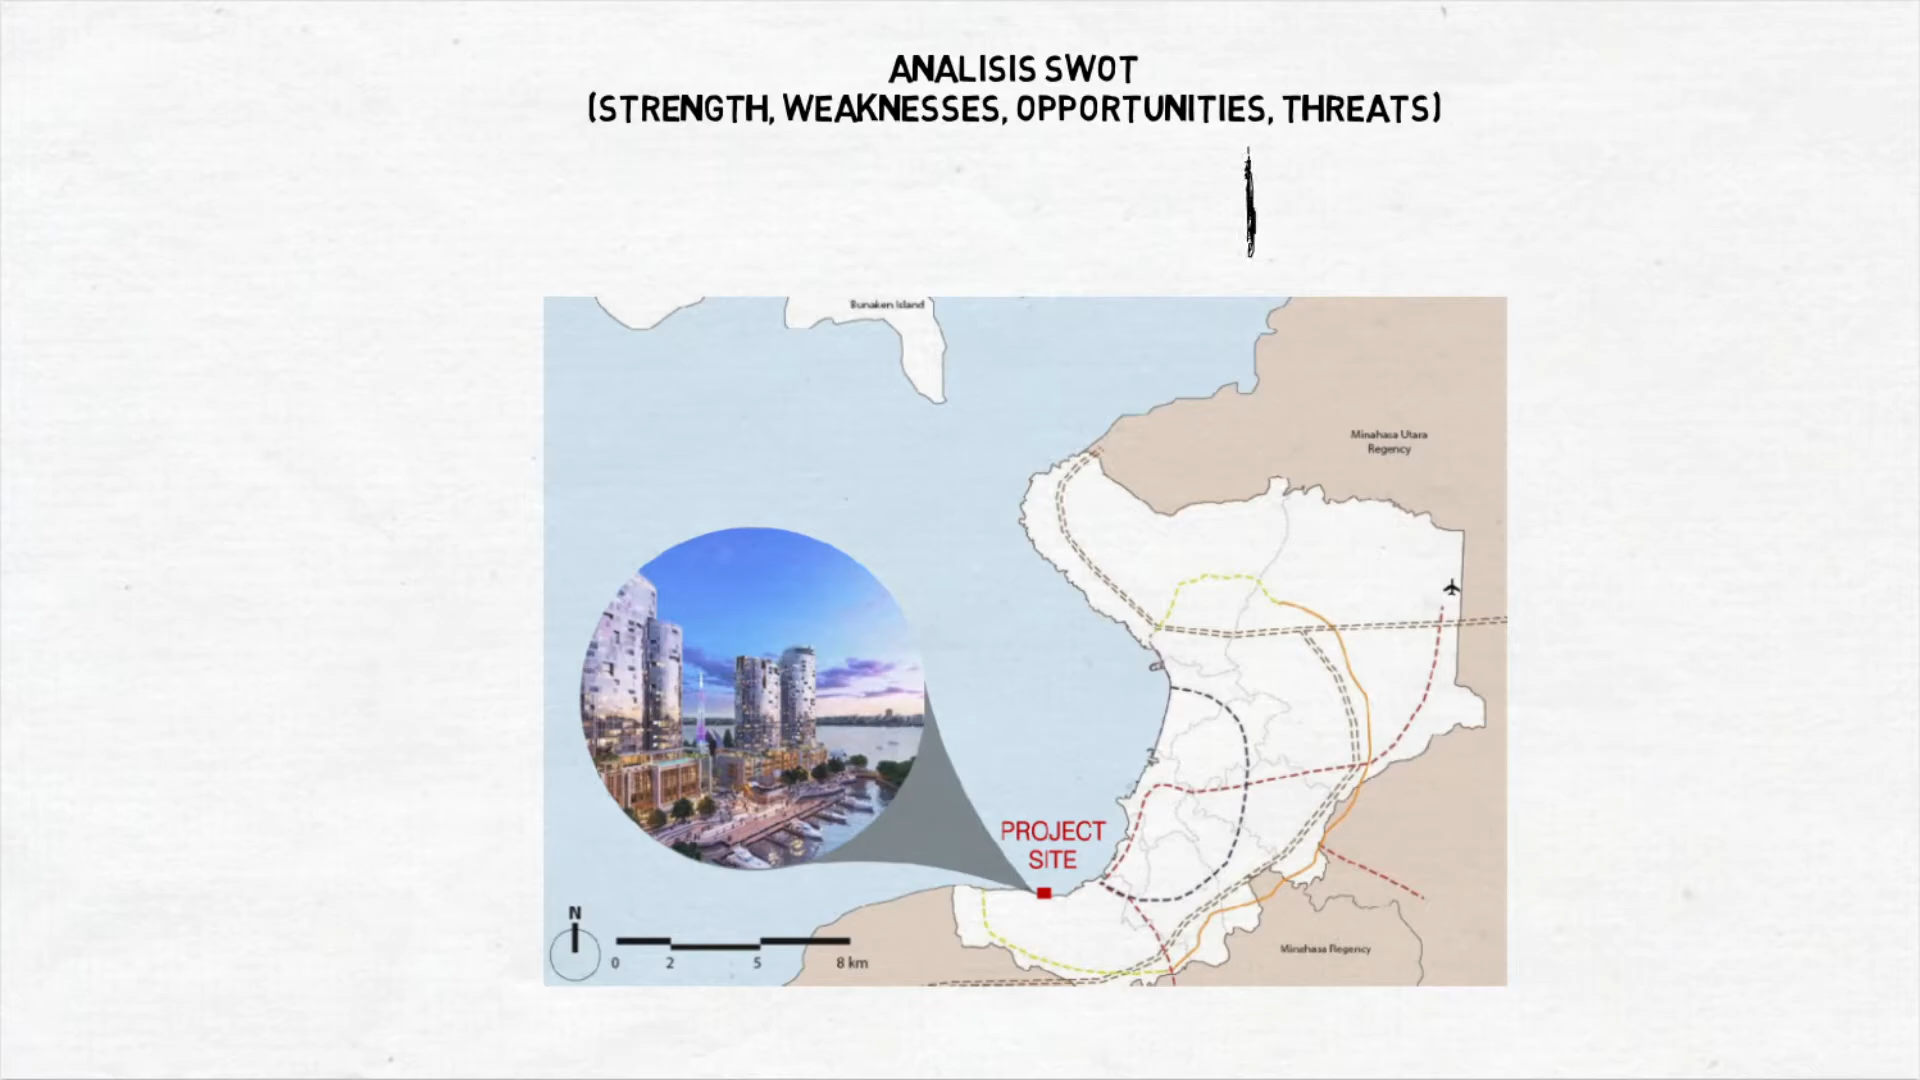 ANALISIS SWOT
(STRENGTH, WEAKNESSES, OPPORTUNITIES, THREATS)
Bunaken Island
Minahasa Utara
Regency
PROJECT
SITE
N
0 2 5 8 km
Minahasa Regency